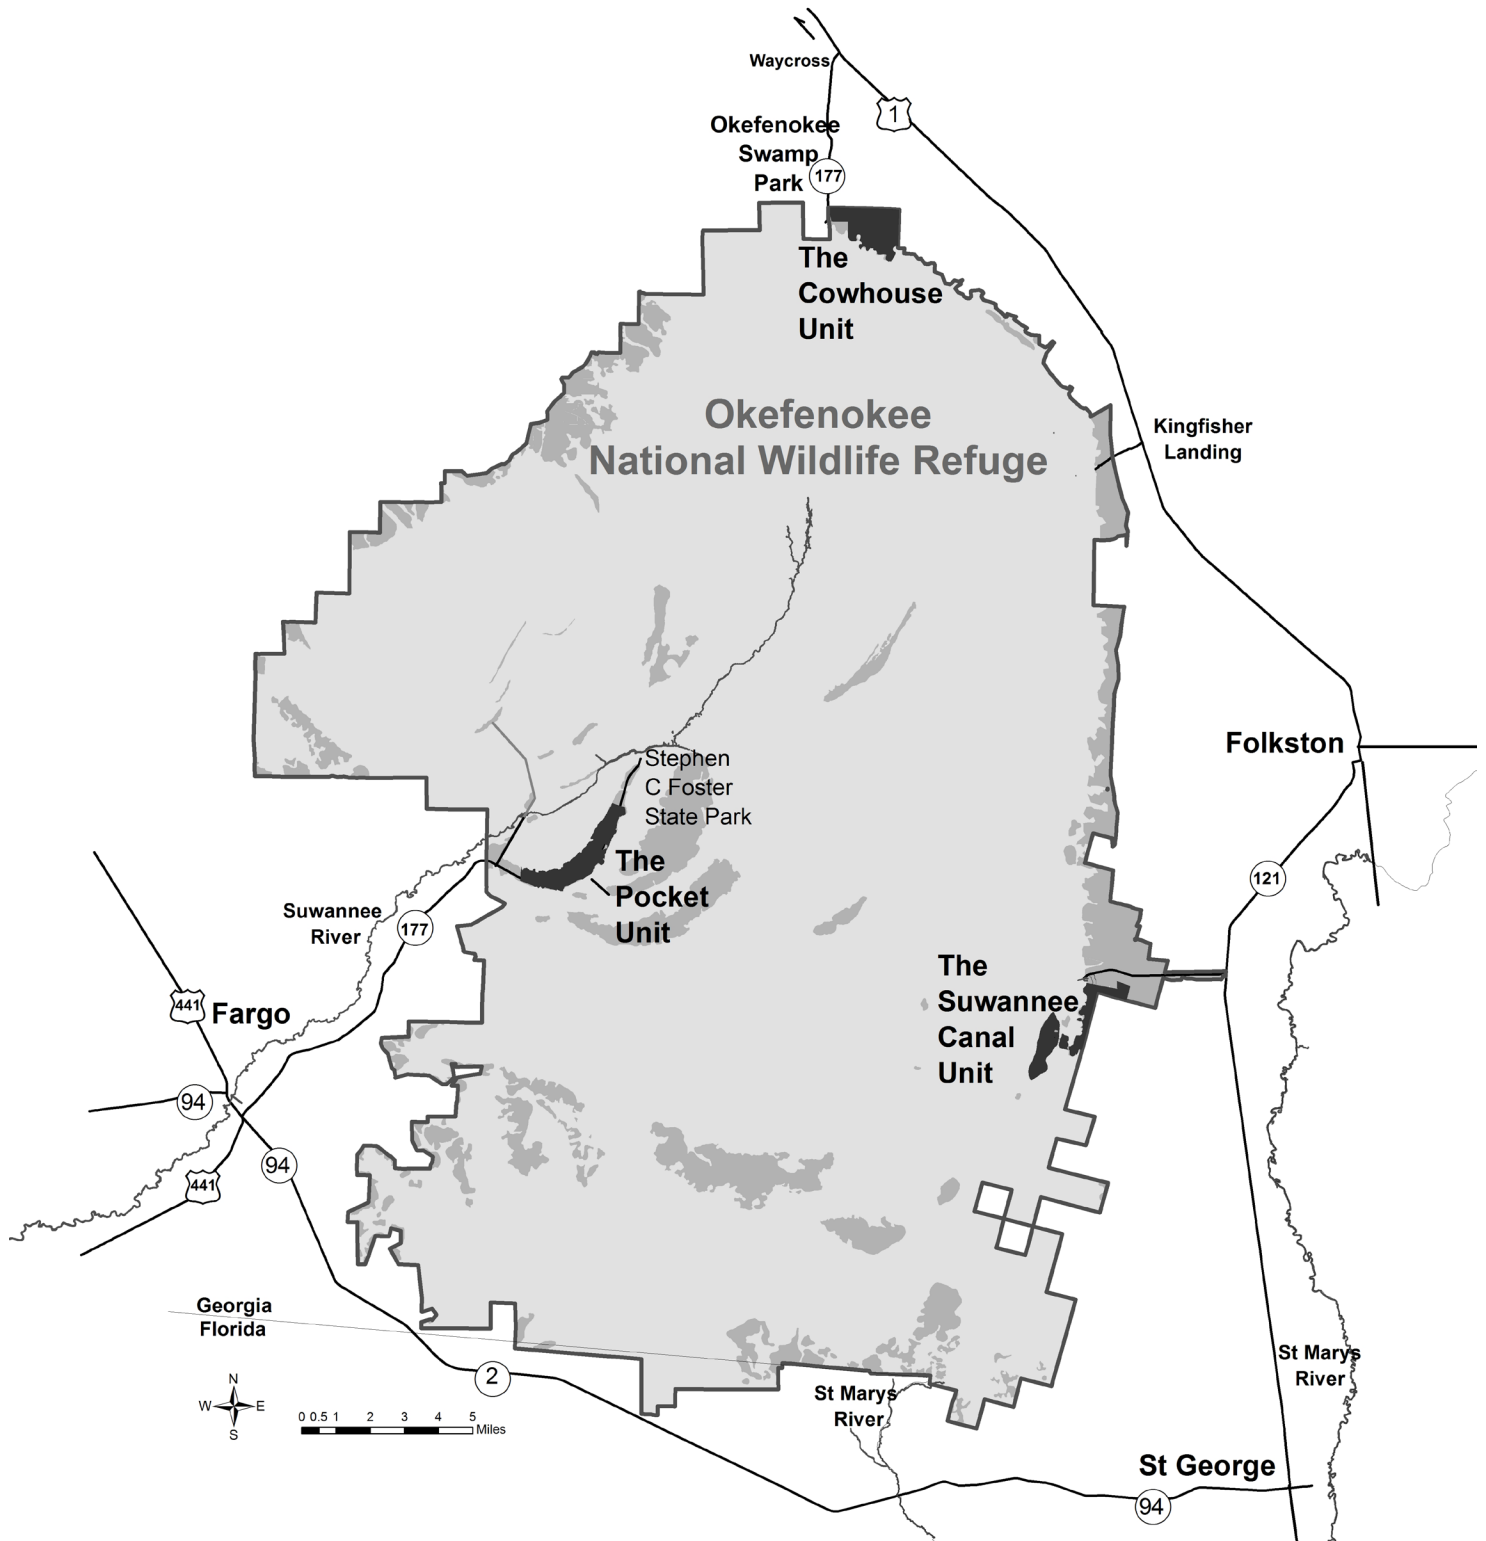 Waycross
1
Okefenokee
Swamp
Park
177
The
Cowhouse
Unit
Okefenokee
National Wildlife Refuge
Kingfisher
Landing
Folkston
Stephen
C Foster
State Park
The
Pocket
Unit
121
Suwannee
River
177
The
Suwannee
Canal
Unit
441
Fargo
94
94
441
Georgia
Florida
2
St Marys
River
St Marys
River
N
W E
S
0 0.5 1 2 3 4 5
Miles
St George
94